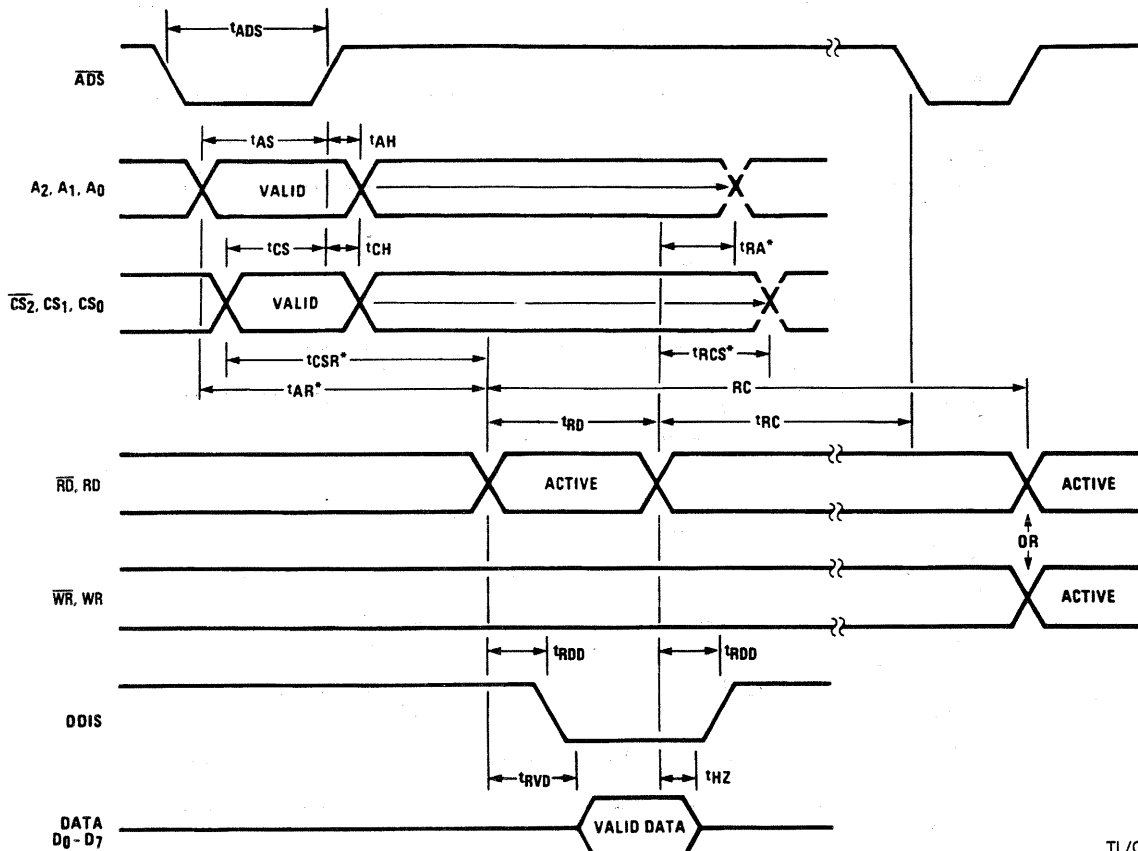 tADS
ADS
tAS
tAH
A2, A1, A0
VALID
tCS
tCH
tRA*
CS2, CS1, CS0
VALID
tCSR*
tRCS*
tAR*
RC
tRD
tRC
RD, RD
ACTIVE
ACTIVE
OR
WR, WR
ACTIVE
tRDD
tRDD
DDIS
tRVD
tHZ
DATA
D0-D7
VALID DATA